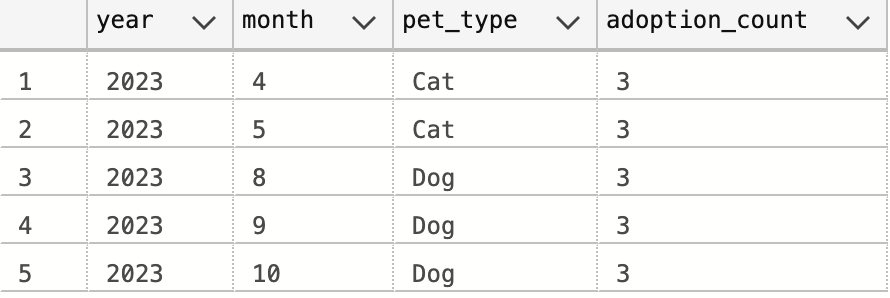 year month pet_type adoption_count
1 2023 4 Cat 3
2 2023 5 Cat 3
3 2023 8 Dog 3
4 2023 9 Dog 3
5 2023 10 Dog 3